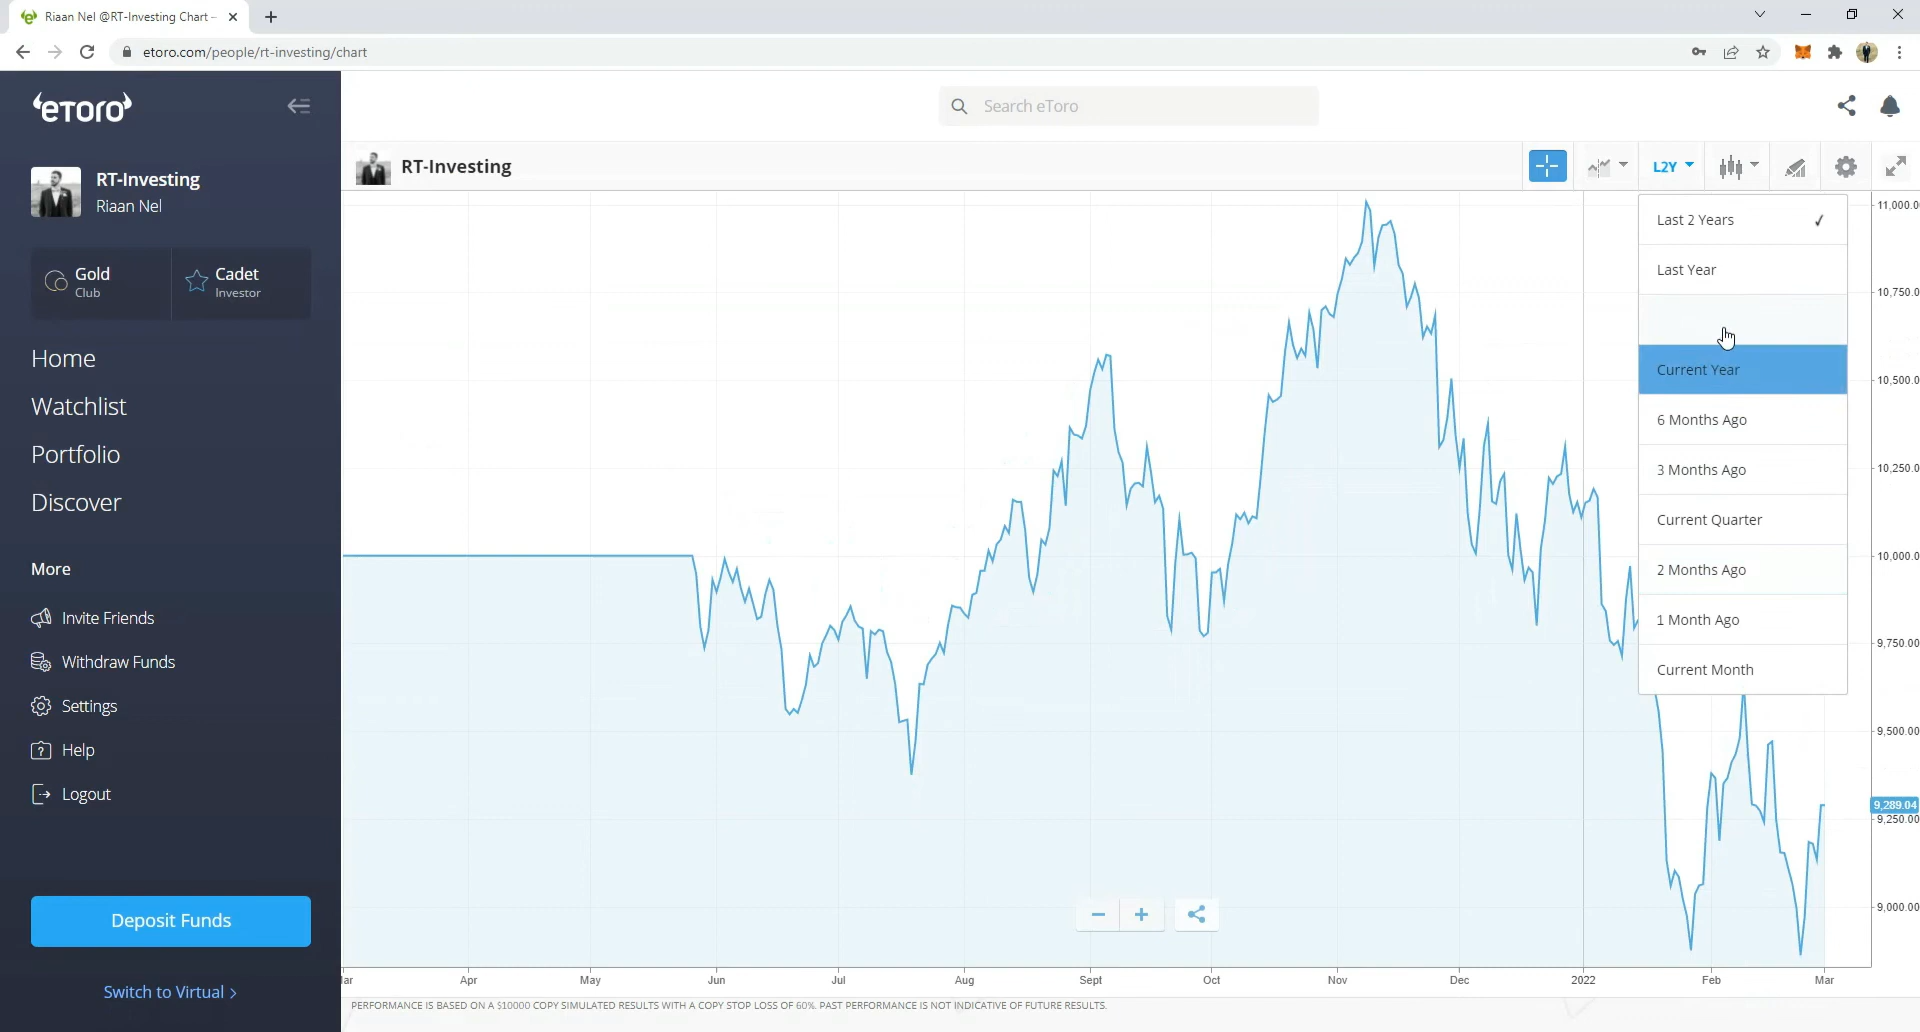 Riaan Nel @RT-Investing Chart –
etoro.com/people/rt-investing/chart
eToro
Search eToro
RT-Investing
Riaan Nel
Gold
Club
Cadet
Investor
Home
Watchlist
Portfolio
Discover
More
Invite Friends
Withdraw Funds
Settings
Help
Logout
Deposit Funds
Switch to Virtual >
RT-Investing
L2Y
Last 2 Years
Last Year
Current Year
6 Months Ago
3 Months Ago
Current Quarter
2 Months Ago
1 Month Ago
Current Month
11,000.0
10,750.0
10,500.0
10,250.0
10,000.0
9,750.00
9,500.00
9,289.04
9,250.00
9,000.00
Apr May Jun Jul Aug Sept Oct Nov Dec 2022 Feb Mar
PERFORMANCE IS BASED ON A $10000 COPY SIMULATED RESULTS WITH A COPY STOP LOSS OF 60%. PAST PERFORMANCE IS NOT INDICATIVE OF FUTURE RESULTS.